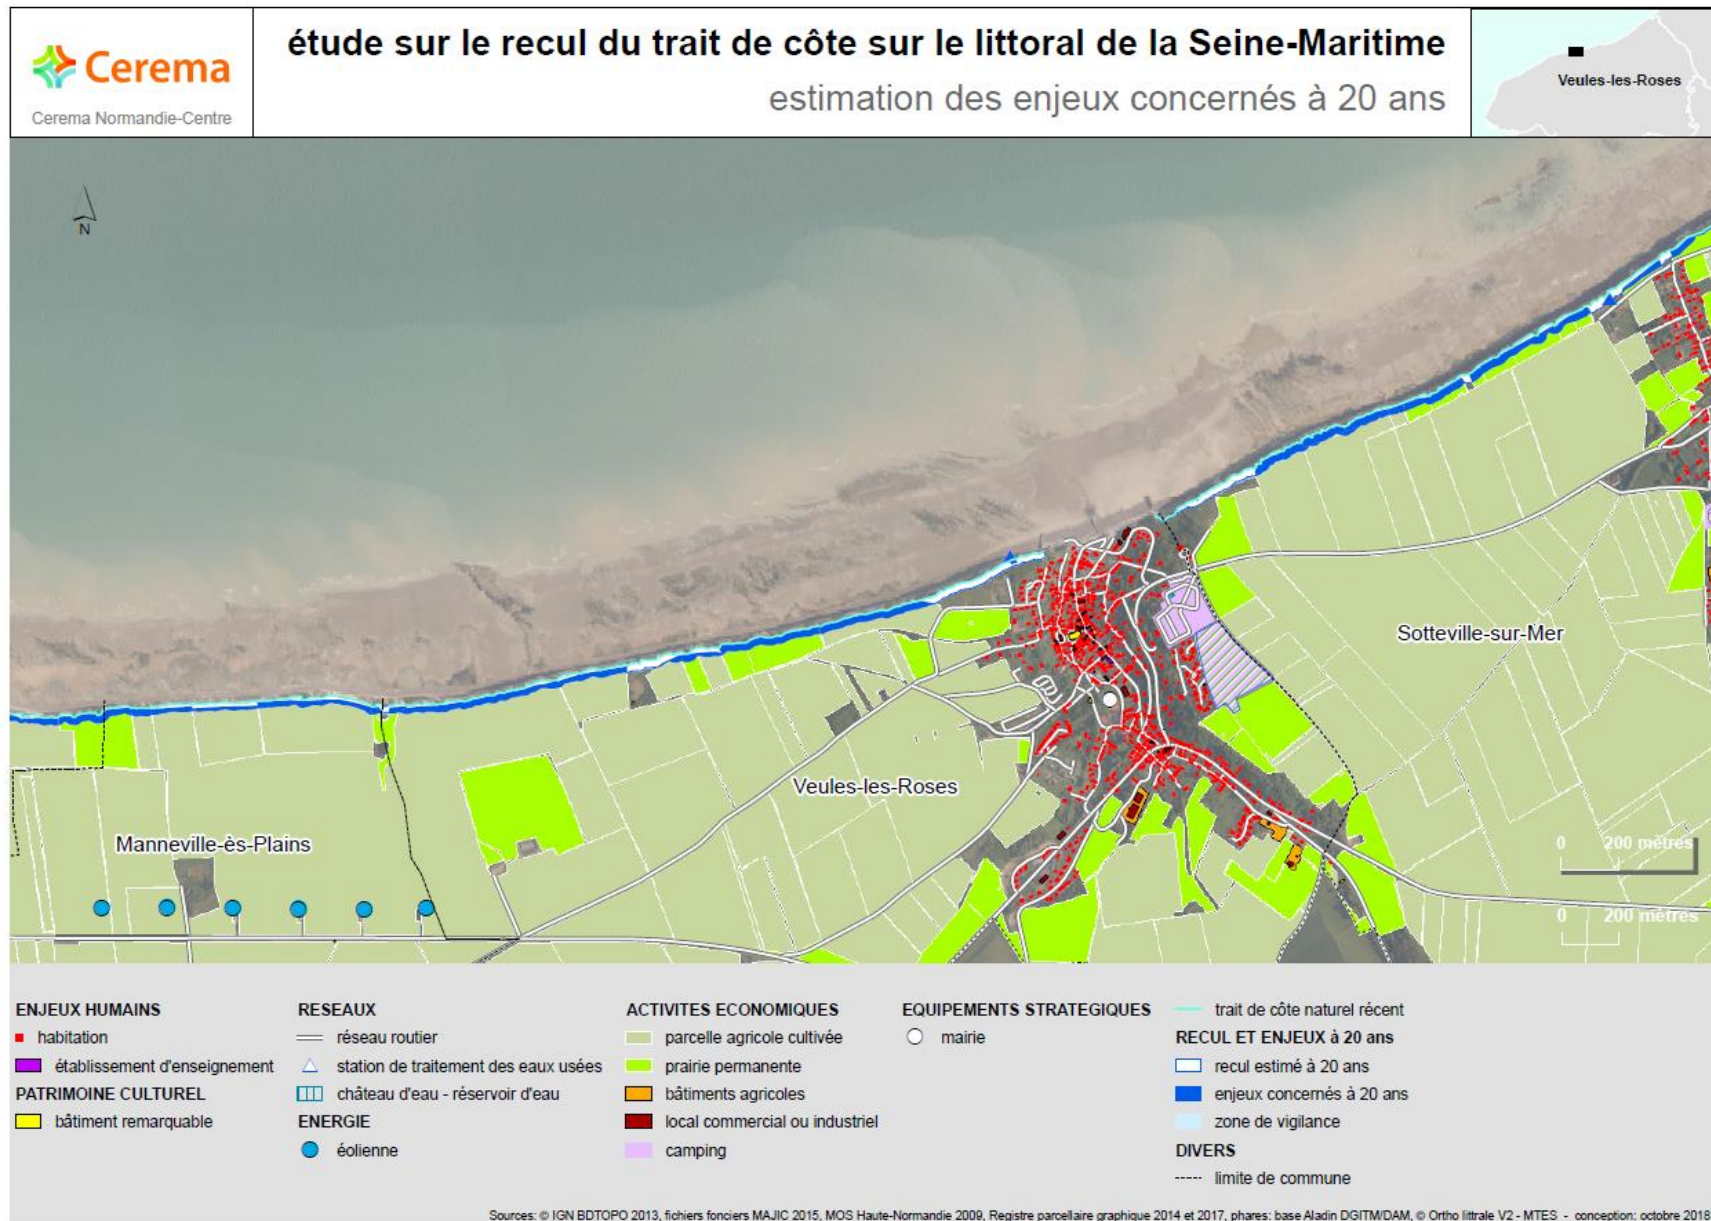 Cerema
Cerema Normandie-Centre
étude sur le recul du trait de côte sur le littoral de la Seine-Maritime
estimation des enjeux concernés à 20 ans
Veules-les-Roses
N
Sotteville-sur-Mer
Veules-les-Roses
Manneville-ès-Plains
0 200 mètres
0 200 mètres
ENJEUX HUMAINS
habitation
établissement d'enseignement
PATRIMOINE CULTUREL
bâtiment remarquable
RESEAUX
réseau routier
station de traitement des eaux usées
château d'eau - réservoir d'eau
ENERGIE
éolienne
ACTIVITES ECONOMIQUES
parcelle agricole cultivée
prairie permanente
bâtiments agricoles
local commercial ou industriel
camping
EQUIPEMENTS STRATEGIQUES
mairie
trait de côte naturel récent
RECUL ET ENJEUX à 20 ans
recul estimé à 20 ans
enjeux concernés à 20 ans
zone de vigilance
DIVERS
limite de commune
Sources: © IGN BDTOPO 2013, fichiers fonciers MAJIC 2015, MOS Haute-Normandie 2009, Registre parcellaire graphique 2014 et 2017, phares: base Aladin DGITM/DAM, © Ortho littrale V2 - MTES - conception: octobre 2018